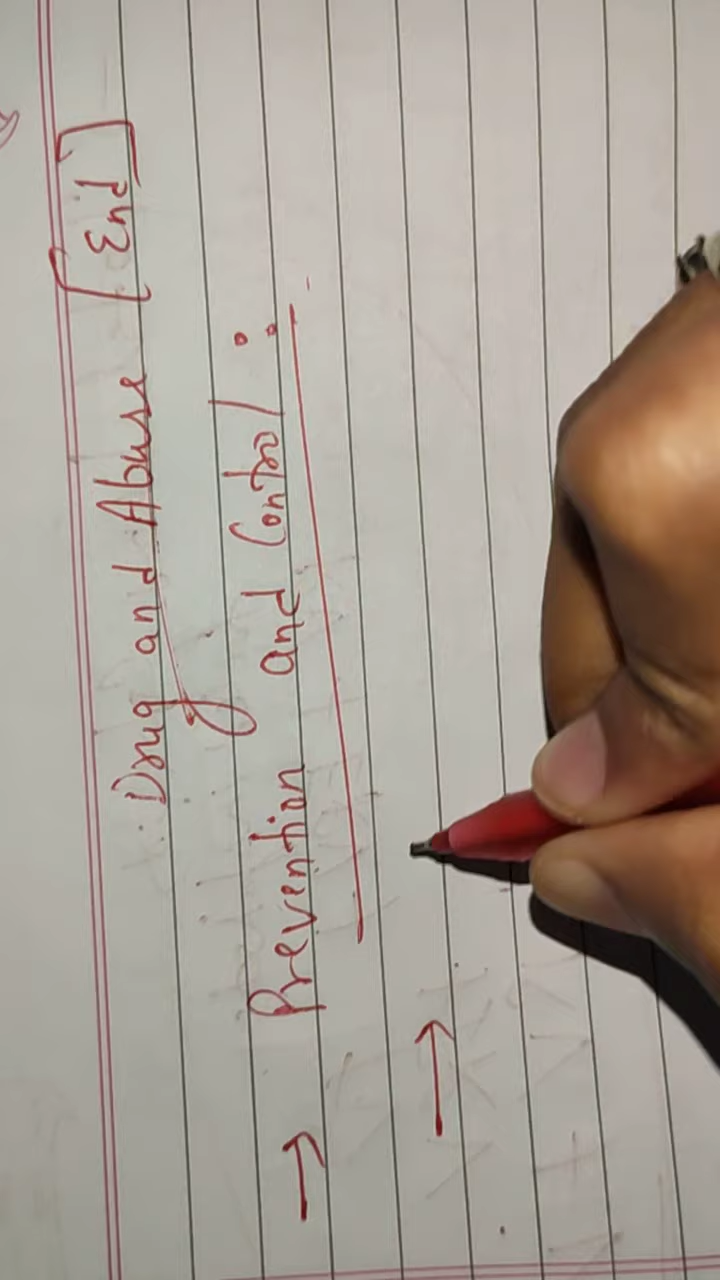 Drug and Abuse [End]
→ Prevention and Control :
→